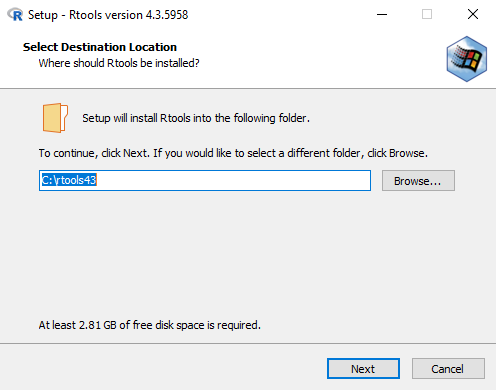 Setup - Rtools version 4.3.5958
Select Destination Location
Where should Rtools be installed?
Setup will install Rtools into the following folder.
To continue, click Next. If you would like to select a different folder, click Browse.
C:\rtools43
Browse...
At least 2.81 GB of free disk space is required.
Next
Cancel